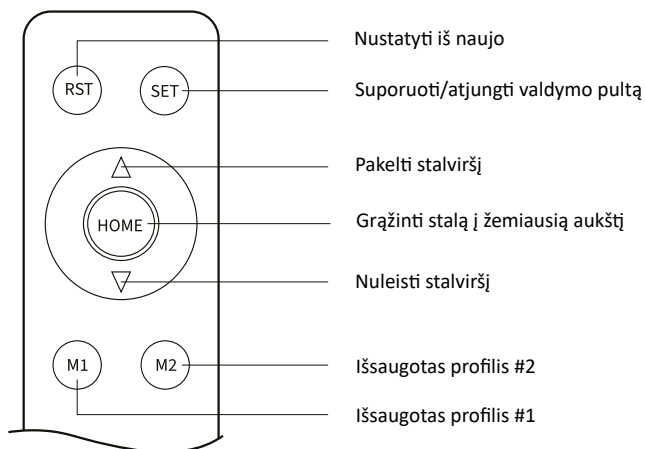 RST
SET
HOME
M1
M2
Nustatyti iš naujo
Suporuoti/atjungti valdymo pultą
Pakelti stalviršį
Grąžinti stalą į žemiausią aukštį
Nuleisti stalviršį
Išsaugotas profilis #2
Išsaugotas profilis #1